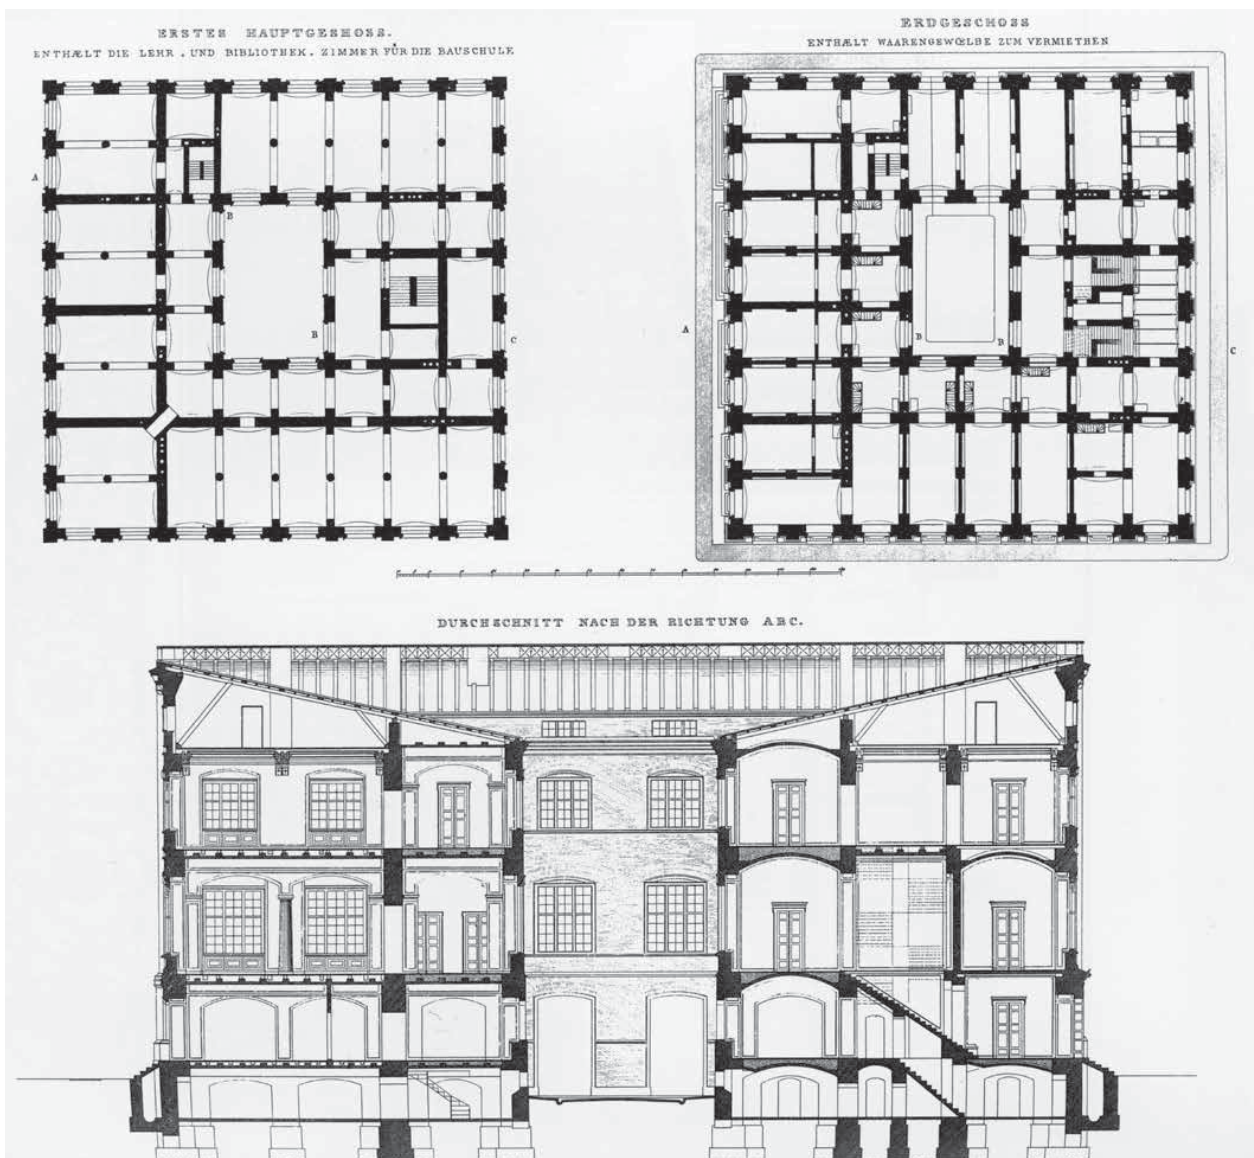 ERSTES HAUPTGESHOSS.
ENTHÆLT DIE LEHR . UND BIBLIOTHEK . ZIMMER FÜR DIE BAUSCHULE
ERDGESCHOSS
ENTHÆLT WAARENGEWŒLBE ZUM VERMIETHEN
A
B
B
C
A
B
B
C
DURCHSCHNITT NACH DER RICHTUNG ABC.